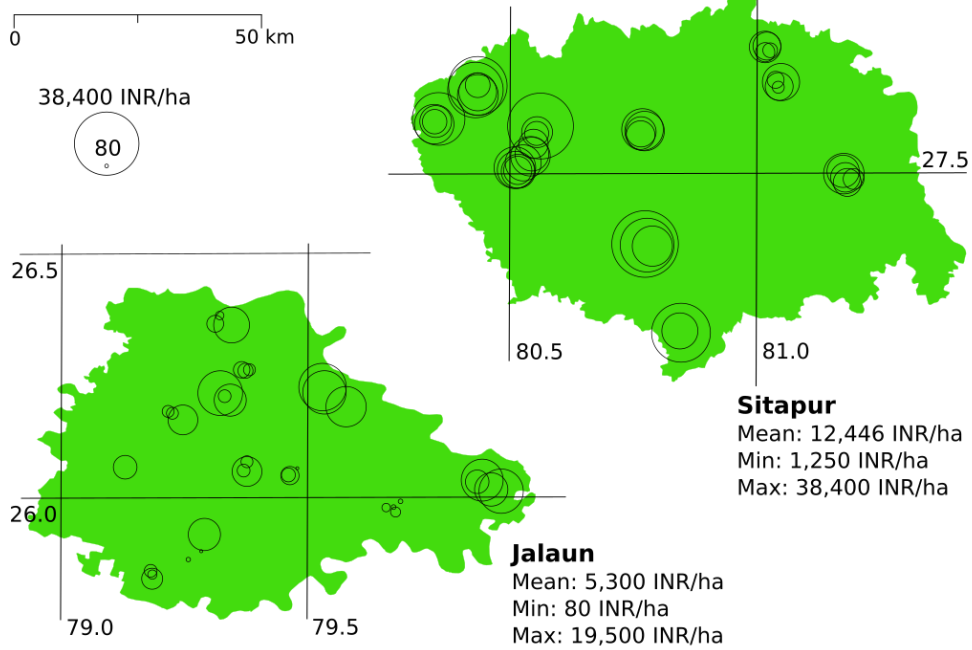 0
50 km
38,400 INR/ha
80
27.5
80.5
81.0
Sitapur
Mean: 12,446 INR/ha
Min: 1,250 INR/ha
Max: 38,400 INR/ha
26.5
26.0
79.0
79.5
Jalaun
Mean: 5,300 INR/ha
Min: 80 INR/ha
Max: 19,500 INR/ha